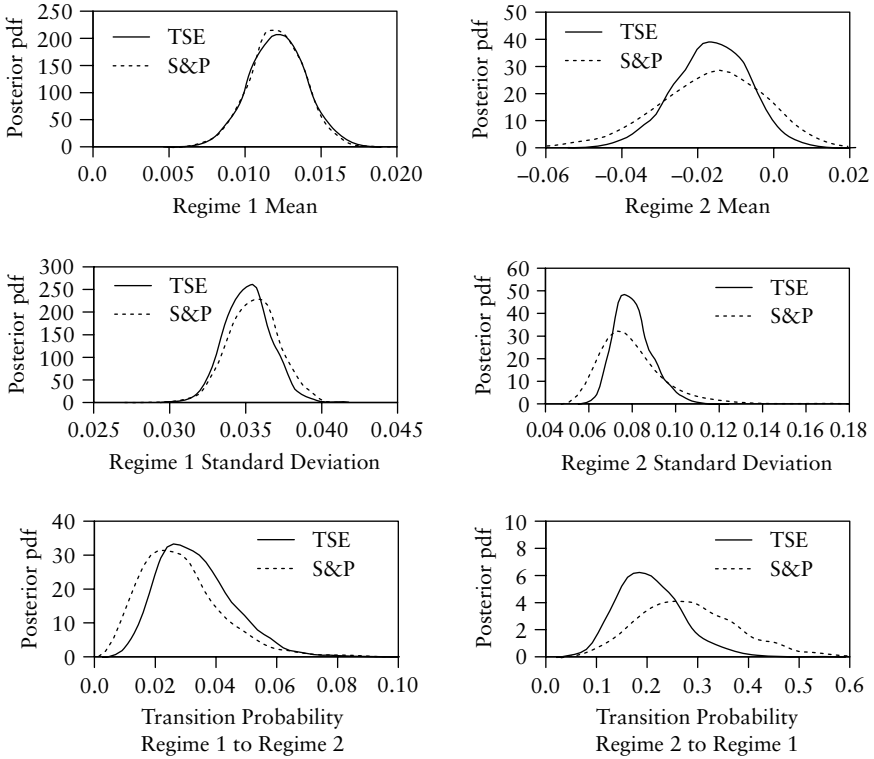 Posterior pdf
250
200
150
100
50
0
TSE
S&P
0.0
0.005
0.010
0.015
0.020
Regime 1 Mean
Posterior pdf
50
40
30
20
10
0
TSE
S&P
–0.06
–0.04
–0.02
0.0
0.02
Regime 2 Mean
Posterior pdf
300
250
200
150
100
50
0
TSE
S&P
0.025
0.030
0.035
0.040
0.045
Regime 1 Standard Deviation
Posterior pdf
60
50
40
30
20
10
0
TSE
S&P
0.04 0.06 0.08 0.10 0.12 0.14 0.16 0.18
Regime 2 Standard Deviation
Posterior pdf
40
30
20
10
0
TSE
S&P
0.0
0.02
0.04
0.06
0.08
0.10
Transition Probability
Regime 1 to Regime 2
Posterior pdf
10
8
6
4
2
0
TSE
S&P
0.0
0.1
0.2
0.3
0.4
0.5
0.6
Transition Probability
Regime 2 to Regime 1